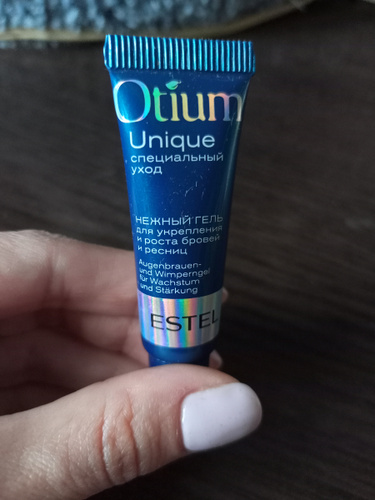 Otium
Unique
специальный
уход
НЕЖНЫЙ ГЕЛЬ
для укрепления
и роста бровей
и ресниц
Augenbrauen-
und Wimperngel
für Wachstum
und Stärkung
ESTEL